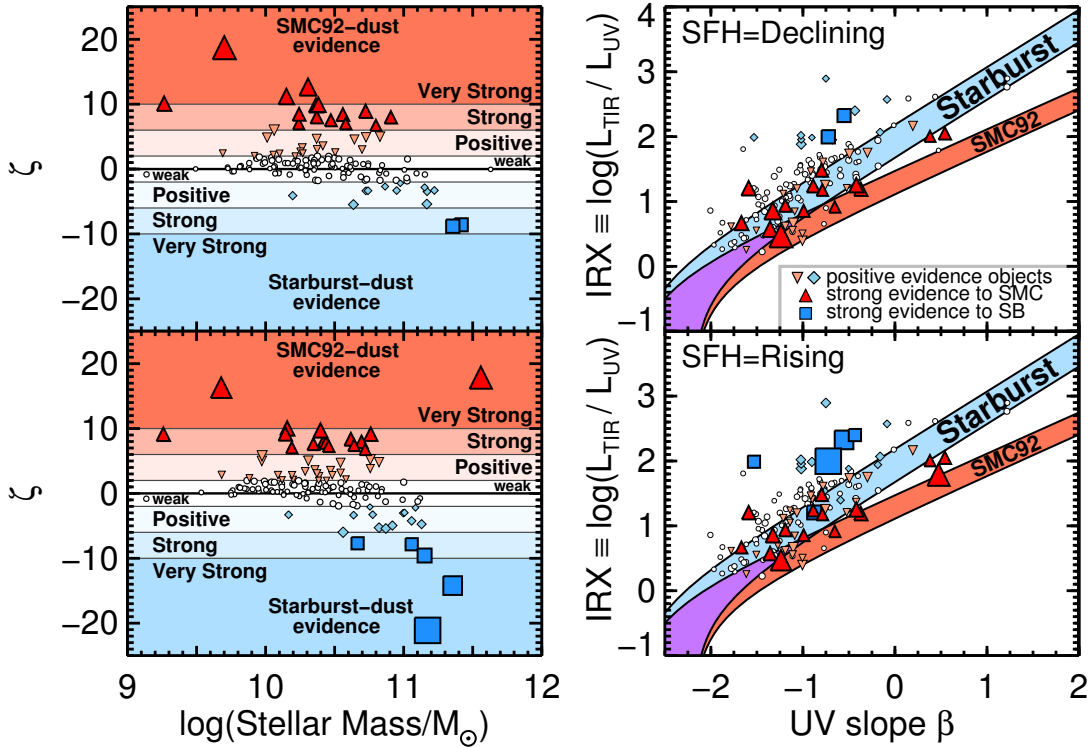 20
10
0
−10
−20
ζ
SMC92−dust
evidence
Very Strong
Strong
Positive
weak
weak
Positive
Strong
Very Strong
Starburst−dust
evidence
4
3
2
1
0
−1
IRX ≡ log(L_TIR / L_UV)
SFH=Declining
Starburst
SMC92
positive evidence objects
strong evidence to SMC
strong evidence to SB
20
10
0
−10
−20
ζ
SMC92−dust
evidence
Very Strong
Strong
Positive
weak
weak
Positive
Strong
Very Strong
Starburst−dust
evidence
9 10 11 12
log(Stellar Mass/M☉)
3
2
1
0
−1
IRX ≡ log(L_TIR / L_UV)
SFH=Rising
Starburst
SMC92
−2 −1 0 1 2
UV slope β